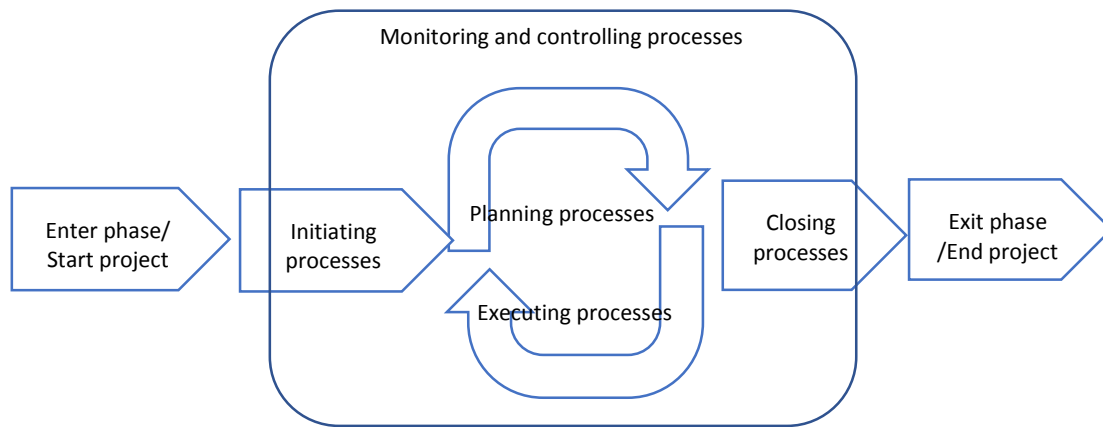 Monitoring and controlling processes
Enter phase/
Start project
Initiating
processes
Planning processes
Executing processes
Closing
processes
Exit phase
/End project